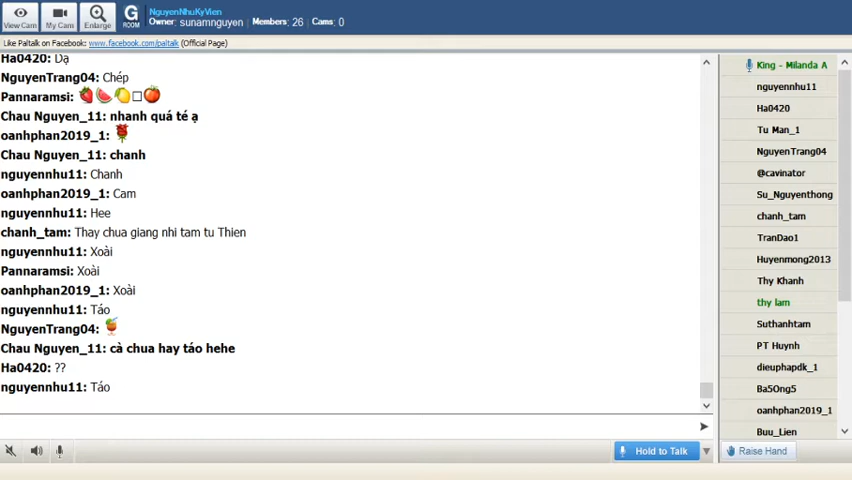 View Cam
My Cam
Enlarge
G
ROOM
NguyenNhuKyVien
Owner: sunamnguyen Members: 26 Cams: 0
Like Paltalk on Facebook: www.facebook.com/paltalk (Official Page)
Ha0420: Dạ
NguyenTrang04: Chép
Pannaramsi:
Chau Nguyen_11: nhanh quá té ạ
oanhphan2019_1:
Chau Nguyen_11: chanh
nguyennhu11: Chanh
oanhphan2019_1: Cam
nguyennhu11: Hee
chanh_tam: Thay chua giang nhi tam tu Thien
nguyennhu11: Xoài
Pannaramsi: Xoài
oanhphan2019_1: Xoài
nguyennhu11: Táo
NguyenTrang04:
Chau Nguyen_11: cà chua hay táo hehe
Ha0420: ??
nguyennhu11: Táo
Hold to Talk
King - Milanda A
nguyennhu11
Ha0420
Tu Man_1
NguyenTrang04
@cavinator
Su_Nguyenthong
chanh_tam
TranDao1
Huyenmong2013
Thy Khanh
thy lam
Suthanhtam
PT Huynh
dieuphapdk_1
Ba5Ong5
oanhphan2019_1
Buu_Lien
Raise Hand